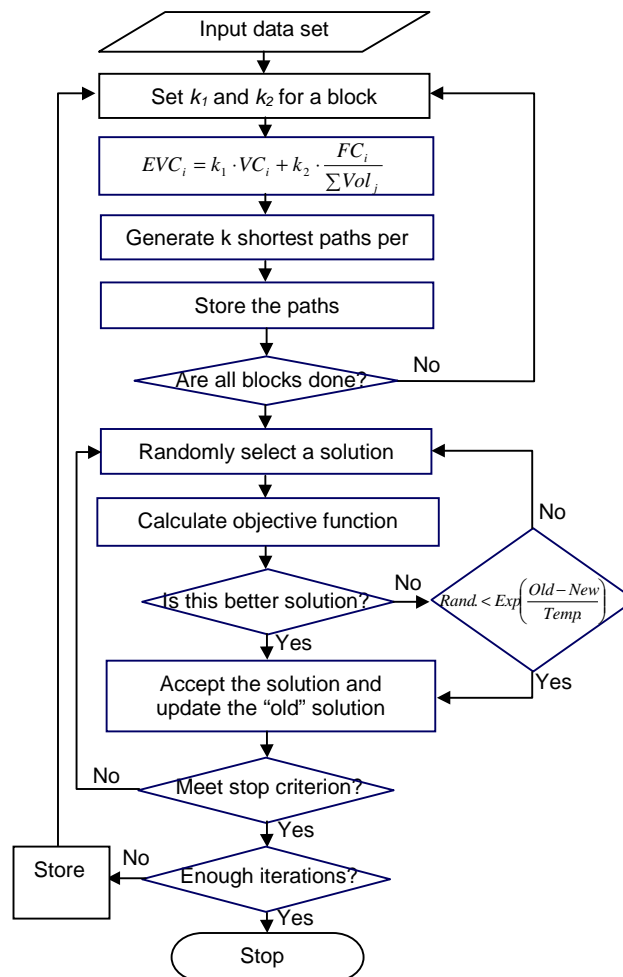 Input data set
Set k₁ and k₂ for a block
EVCᵢ = k₁ · VCᵢ + k₂ · FCᵢ / ΣVolⱼ
Generate k shortest paths per
Store the paths
Are all blocks done?
No
Randomly select a solution
Calculate objective function
No
Is this better solution?
No
Rand. < Exp(Old − New / Temp.)
Yes
Yes
Accept the solution and
update the “old” solution
No
Meet stop criterion?
Yes
Store
No
Enough iterations?
Yes
Stop